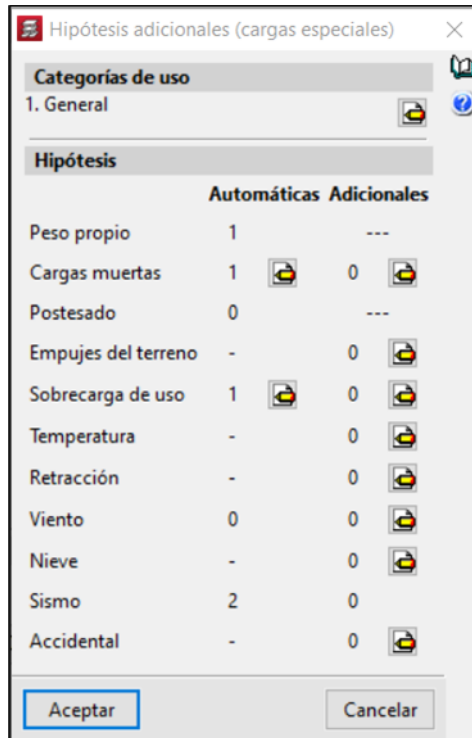 Hipótesis adicionales (cargas especiales)
Categorías de uso
1. General
Hipótesis
Automáticas Adicionales
Peso propio 1 ---
Cargas muertas 1 0
Postesado 0 ---
Empujes del terreno - 0
Sobrecarga de uso 1 0
Temperatura - 0
Retracción - 0
Viento 0 0
Nieve - 0
Sismo 2 0
Accidental - 0
Aceptar Cancelar